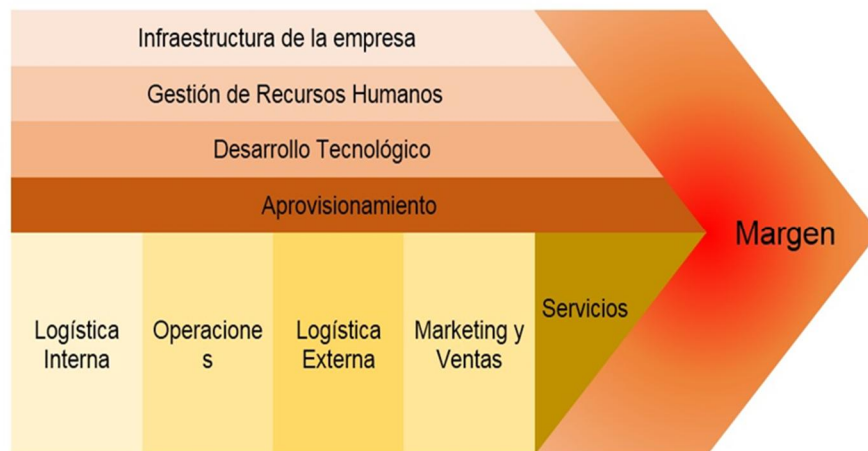 Infraestructura de la empresa
Gestión de Recursos Humanos
Desarrollo Tecnológico
Aprovisionamiento
Margen
Logística
Interna
Operacione
s
Logística
Externa
Marketing y
Ventas
Servicios